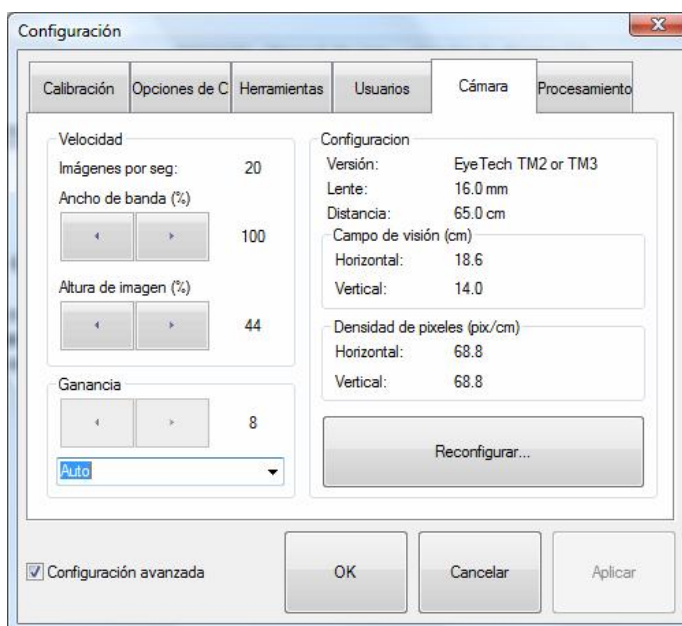 Configuración
Calibración
Opciones de C
Herramientas
Usuarios
Cámara
Procesamiento
Velocidad
Imágenes por seg: 20
Ancho de banda (%)
100
Altura de imagen (%)
44
Ganancia
8
Auto
Configuracion
Versión: EyeTech TM2 or TM3
Lente: 16.0 mm
Distancia: 65.0 cm
Campo de visión (cm)
Horizontal: 18.6
Vertical: 14.0
Densidad de pixeles (pix/cm)
Horizontal: 68.8
Vertical: 68.8
Reconfigurar...
Configuración avanzada
OK
Cancelar
Aplicar